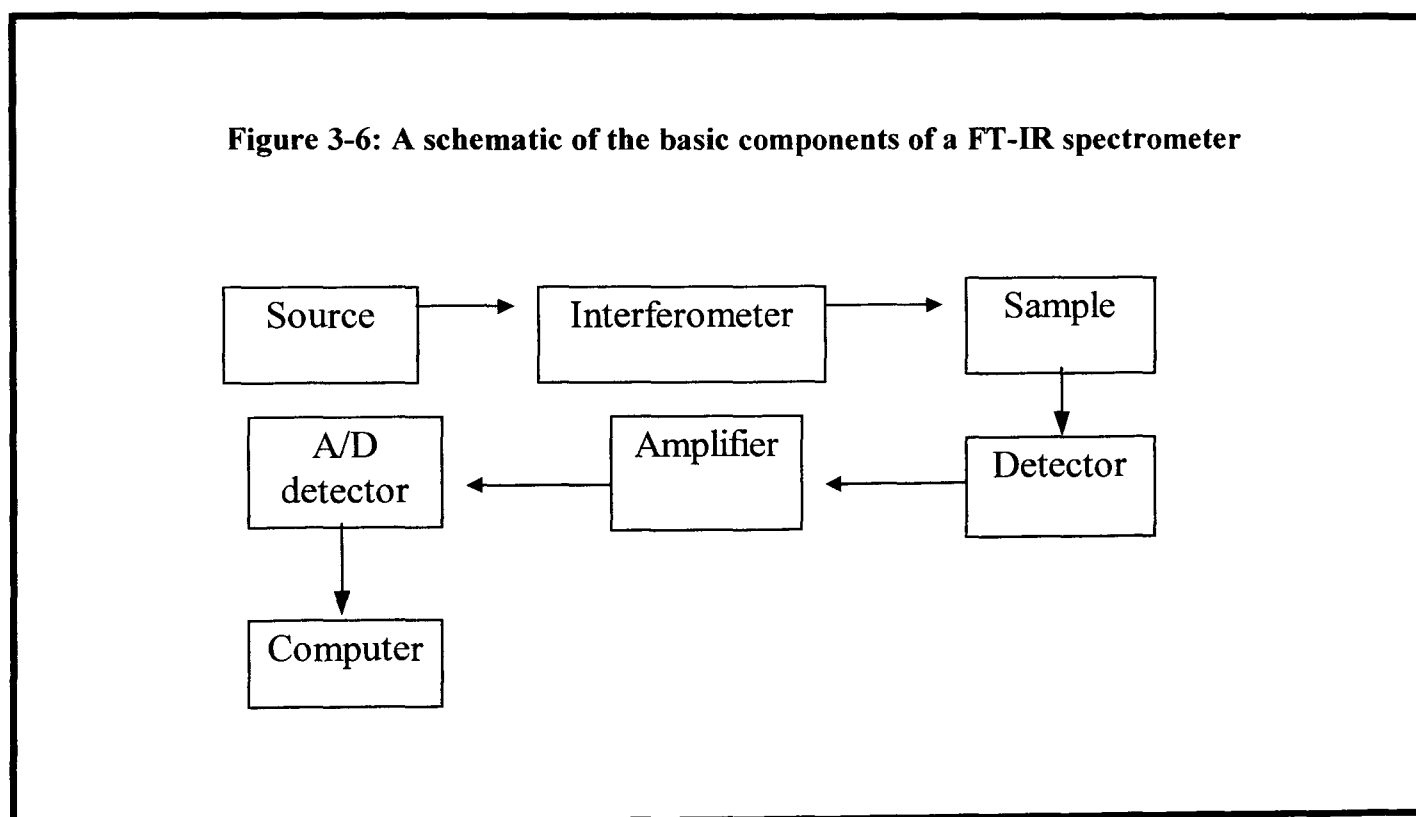 Figure 3-6: A schematic of the basic components of a FT-IR spectrometer
Source
Interferometer
Sample
Detector
Amplifier
A/D
detector
Computer